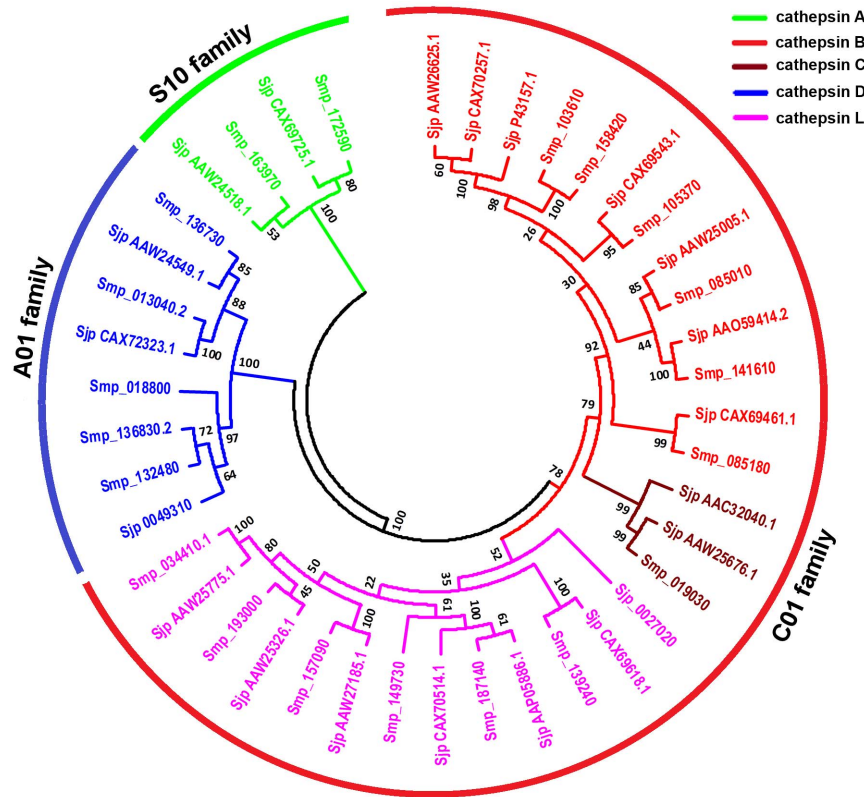 cathepsin A
cathepsin B
cathepsin C
cathepsin D
cathepsin L
S10 family
A01 family
C01 family
Sjp AAW26625.1
Sjp CAX70257.1
Sjp P43157.1
Smp_103610
Smp_158420
Sjp CAX69543.1
Smp_105370
Sjp AAW25005.1
Smp_085010
Sjp AAO59414.2
Smp_141610
Sjp CAX69461.1
Smp_085180
Sjp AAC32040.1
Sjp AAW25676.1
Smp_019030
Sjp_0027020
Sjp CAX69618.1
Smp_139240
Sjp AAP05886.1
Smp_187140
Sjp CAX70514.1
Smp_149730
Sjp AAW27185.1
Smp_157090
Sjp AAW25326.1
Smp_193000
Sjp AAW25775.1
Smp_034410.1
Sjp 0049310
Smp_132480
Smp_136830.2
Smp_018800
Sjp CAX72323.1
Smp_013040.2
Sjp AAW24549.1
Smp_136730
Sjp AAW24518.1
Smp_163970
Sjp CAX69725.1
Smp_172590
60
100
98
100
26
95
30
85
44
100
92
99
79
99
99
78
52
100
35
61
100
61
22
100
50
45
80
100
64
72
97
100
100
88
85
53
100
80
100